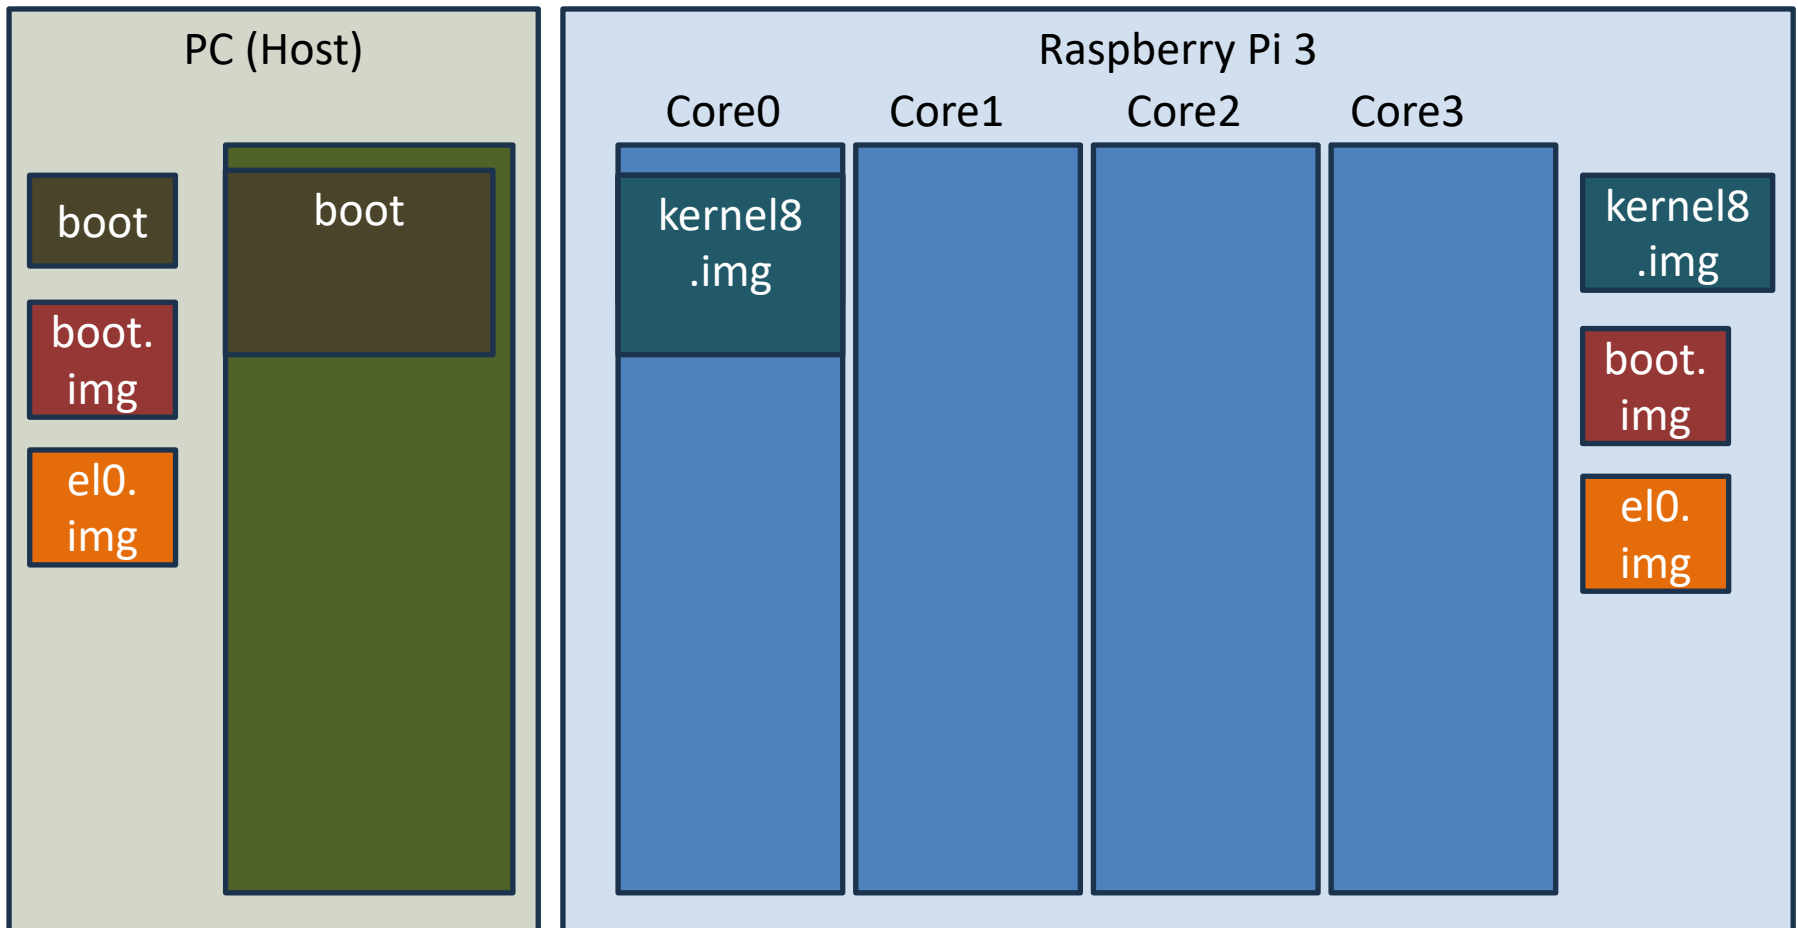 PC (Host)
boot
boot.
img
el0.
img
boot
Raspberry Pi 3
Core0
Core1
Core2
Core3
kernel8
.img
kernel8
.img
boot.
img
el0.
img